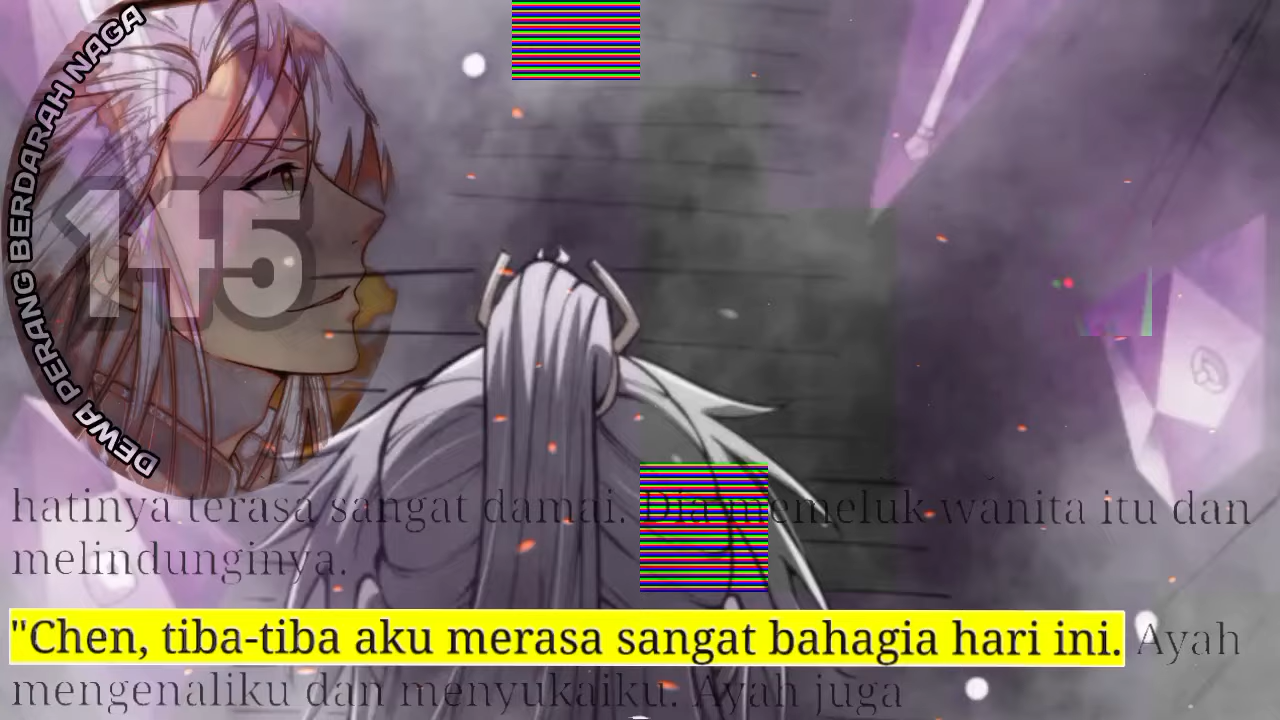 DEWA PERANG BERDARAH NAGA
145
hatinya terasa sangat damai. Dia memeluk wanita itu dan
melindunginya.
"Chen, tiba-tiba aku merasa sangat bahagia hari ini. Ayah
mengenaliku dan menyukaiku. Ayah juga